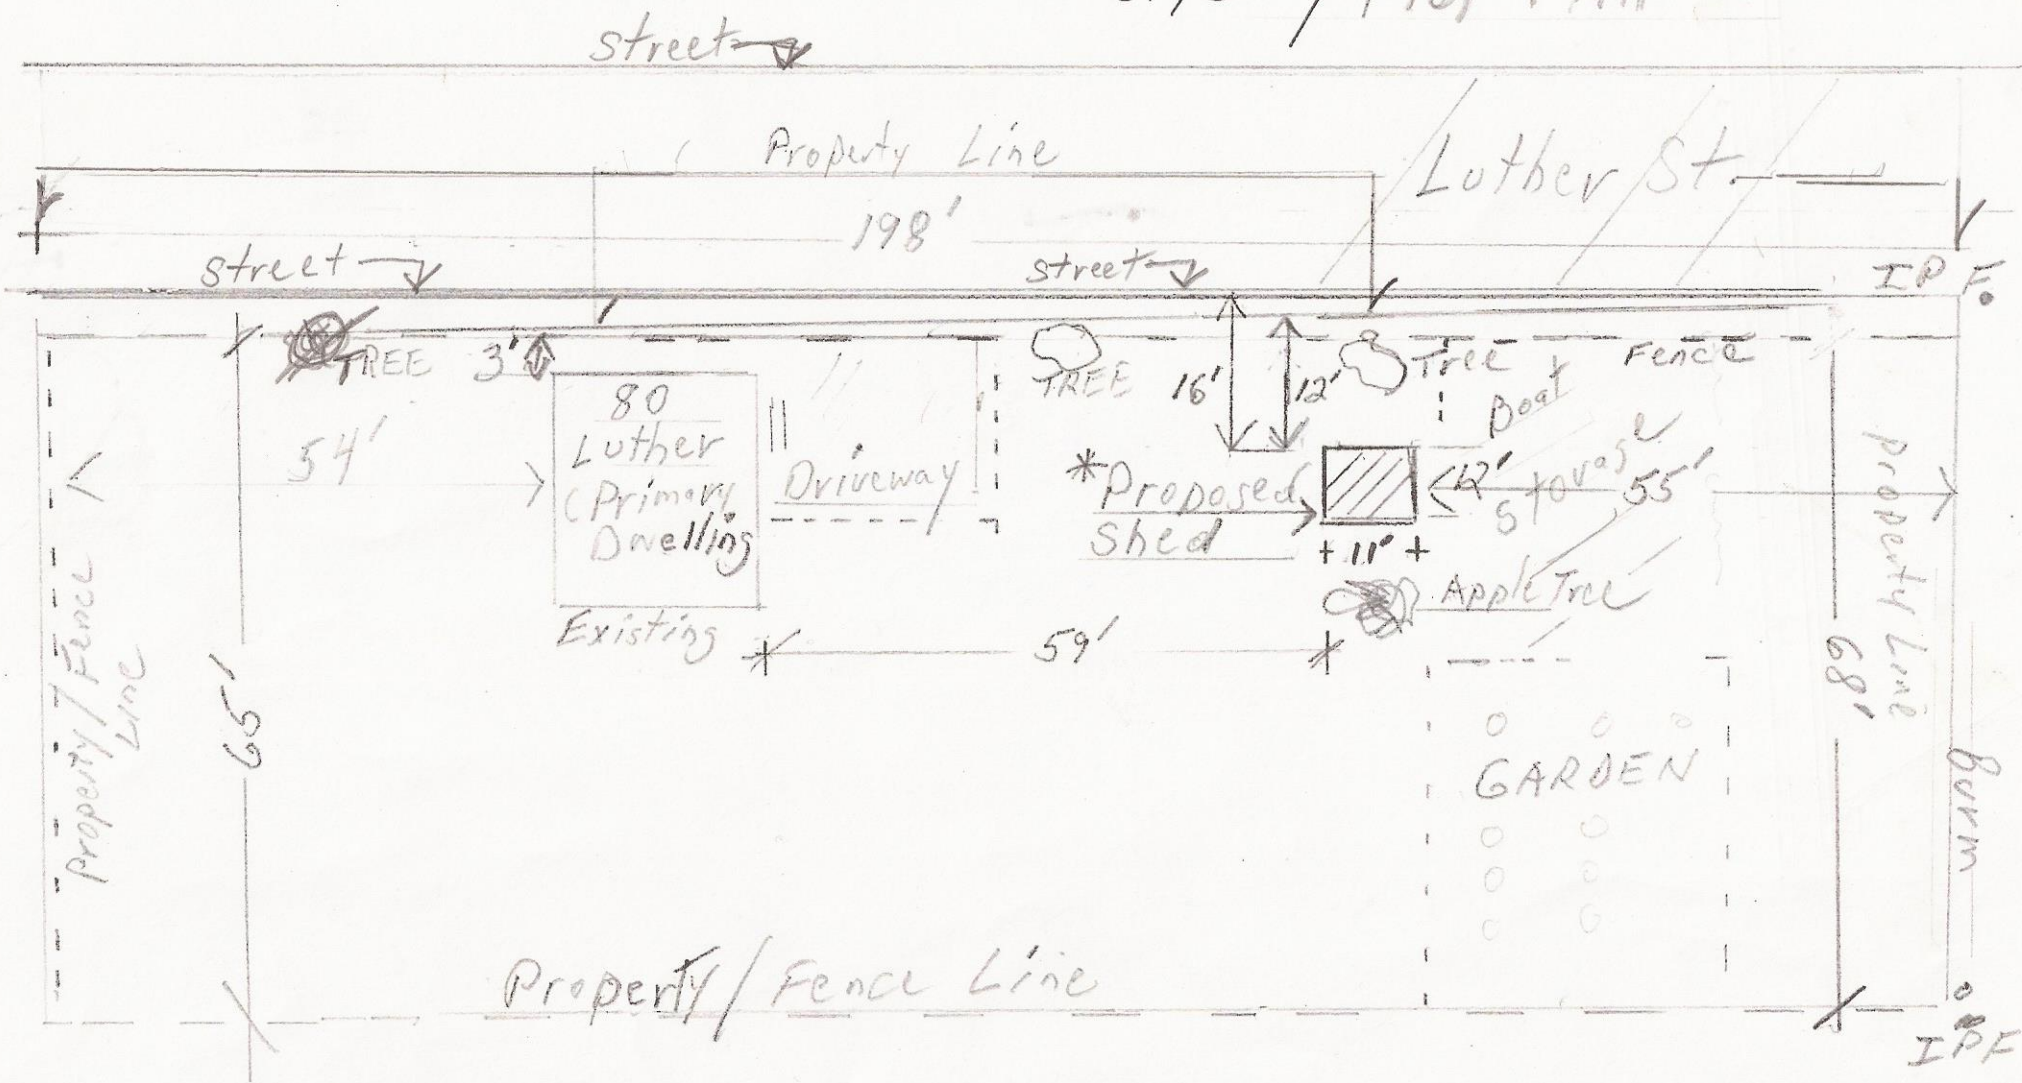 street
Property Line
Luther St.
198'
street
street
IPF.
TREE
3'
TREE
16'
12'
Tree
Fence
Boat
Storage
80
Luther
(Primary
Dwelling
Existing
54'
Driveway
*Proposed
Shed
12'
55'
11'
Apple Tree
59'
65'
68'
Property/Fence
Line
property Line
Burm
GARDEN
Property/Fence Line
IPF